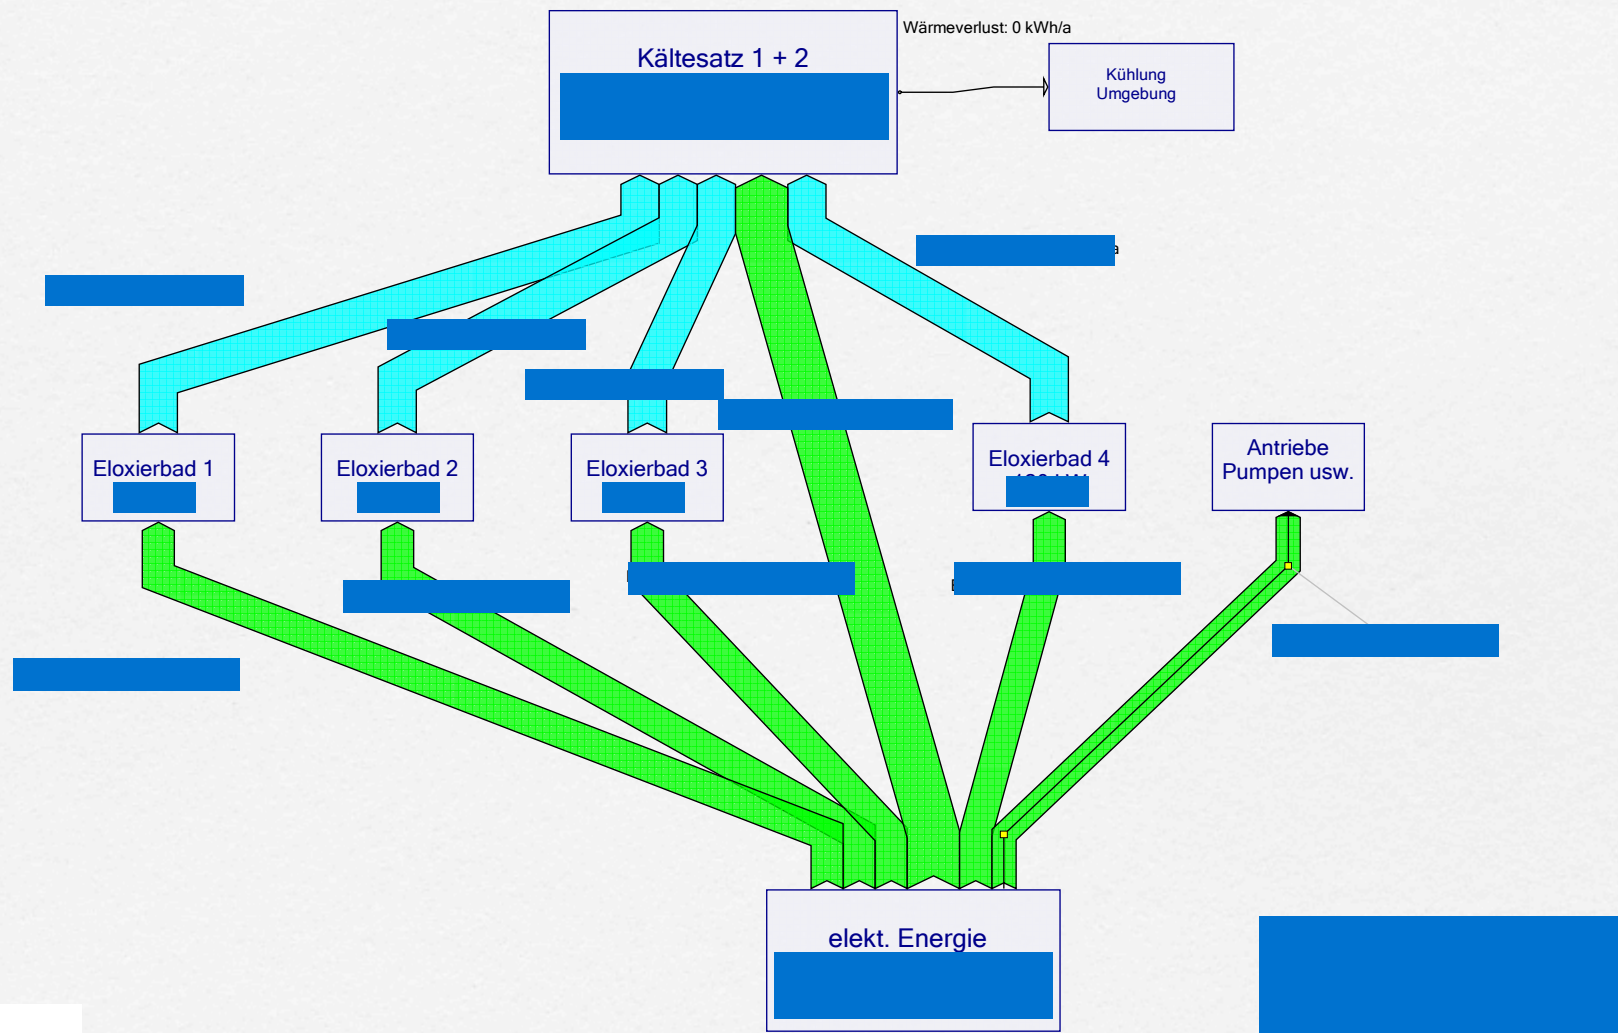 Wärmeverlust: 0 kWh/a
Kältesatz 1 + 2
Kühlung
Umgebung
Eloxierbad 1
Eloxierbad 2
Eloxierbad 3
Eloxierbad 4
Antriebe
Pumpen usw.
elekt. Energie